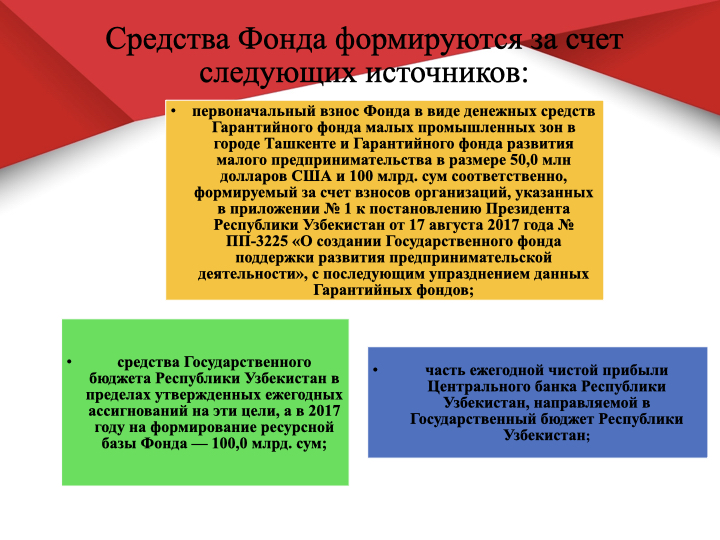 Средства Фонда формируются за счет
следующих источников:
• первоначальный взнос Фонда в виде денежных средств
Гарантийного фонда малых промышленных зон в
городе Ташкенте и Гарантийного фонда развития
малого предпринимательства в размере 50,0 млн
долларов США и 100 млрд. сум соответственно,
формируемый за счет взносов организаций, указанных
в приложении № 1 к постановлению Президента
Республики Узбекистан от 17 августа 2017 года №
ПП-3225 «О создании Государственного фонда
поддержки развития предпринимательской
деятельности», с последующим упразднением данных
Гарантийных фондов;
• средства Государственного
бюджета Республики Узбекистан в
пределах утвержденных ежегодных
ассигнований на эти цели, а в 2017
году на формирование ресурсной
базы Фонда — 100,0 млрд. сум;
• часть ежегодной чистой прибыли
Центрального банка Республики
Узбекистан, направляемой в
Государственный бюджет Республики
Узбекистан;